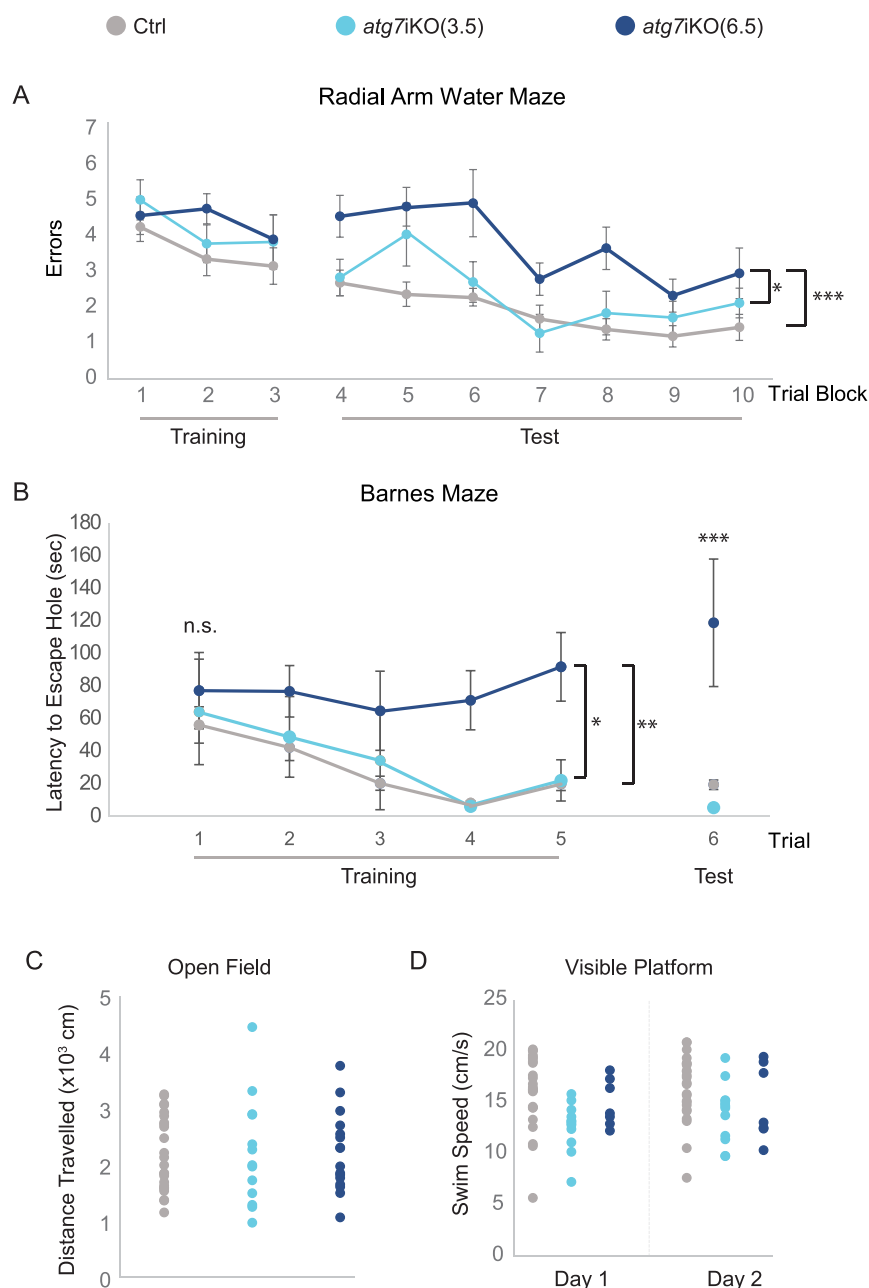 Ctrl atg7iKO(3.5) atg7iKO(6.5)
A
Radial Arm Water Maze
Errors
7
6
5
4
3
2
1
0
* ***
1 2 3 4 5 6 7 8 9 10 Trial Block
Training Test
B
Barnes Maze
Latency to Escape Hole (sec)
180
160
140
120
100
80
60
40
20
0
n.s.
* **
***
1 2 3 4 5 6 Trial
Training Test
C
Open Field
Distance Travelled (x10³ cm)
5
4
3
2
1
0
D
Visible Platform
Swim Speed (cm/s)
25
20
15
10
5
0
Day 1 Day 2